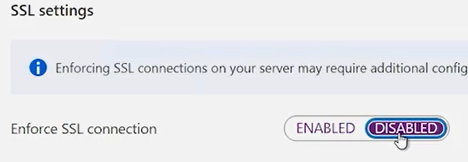 SSL settings
Enforcing SSL connections on your server may require additional config
Enforce SSL connection
ENABLED DISABLED